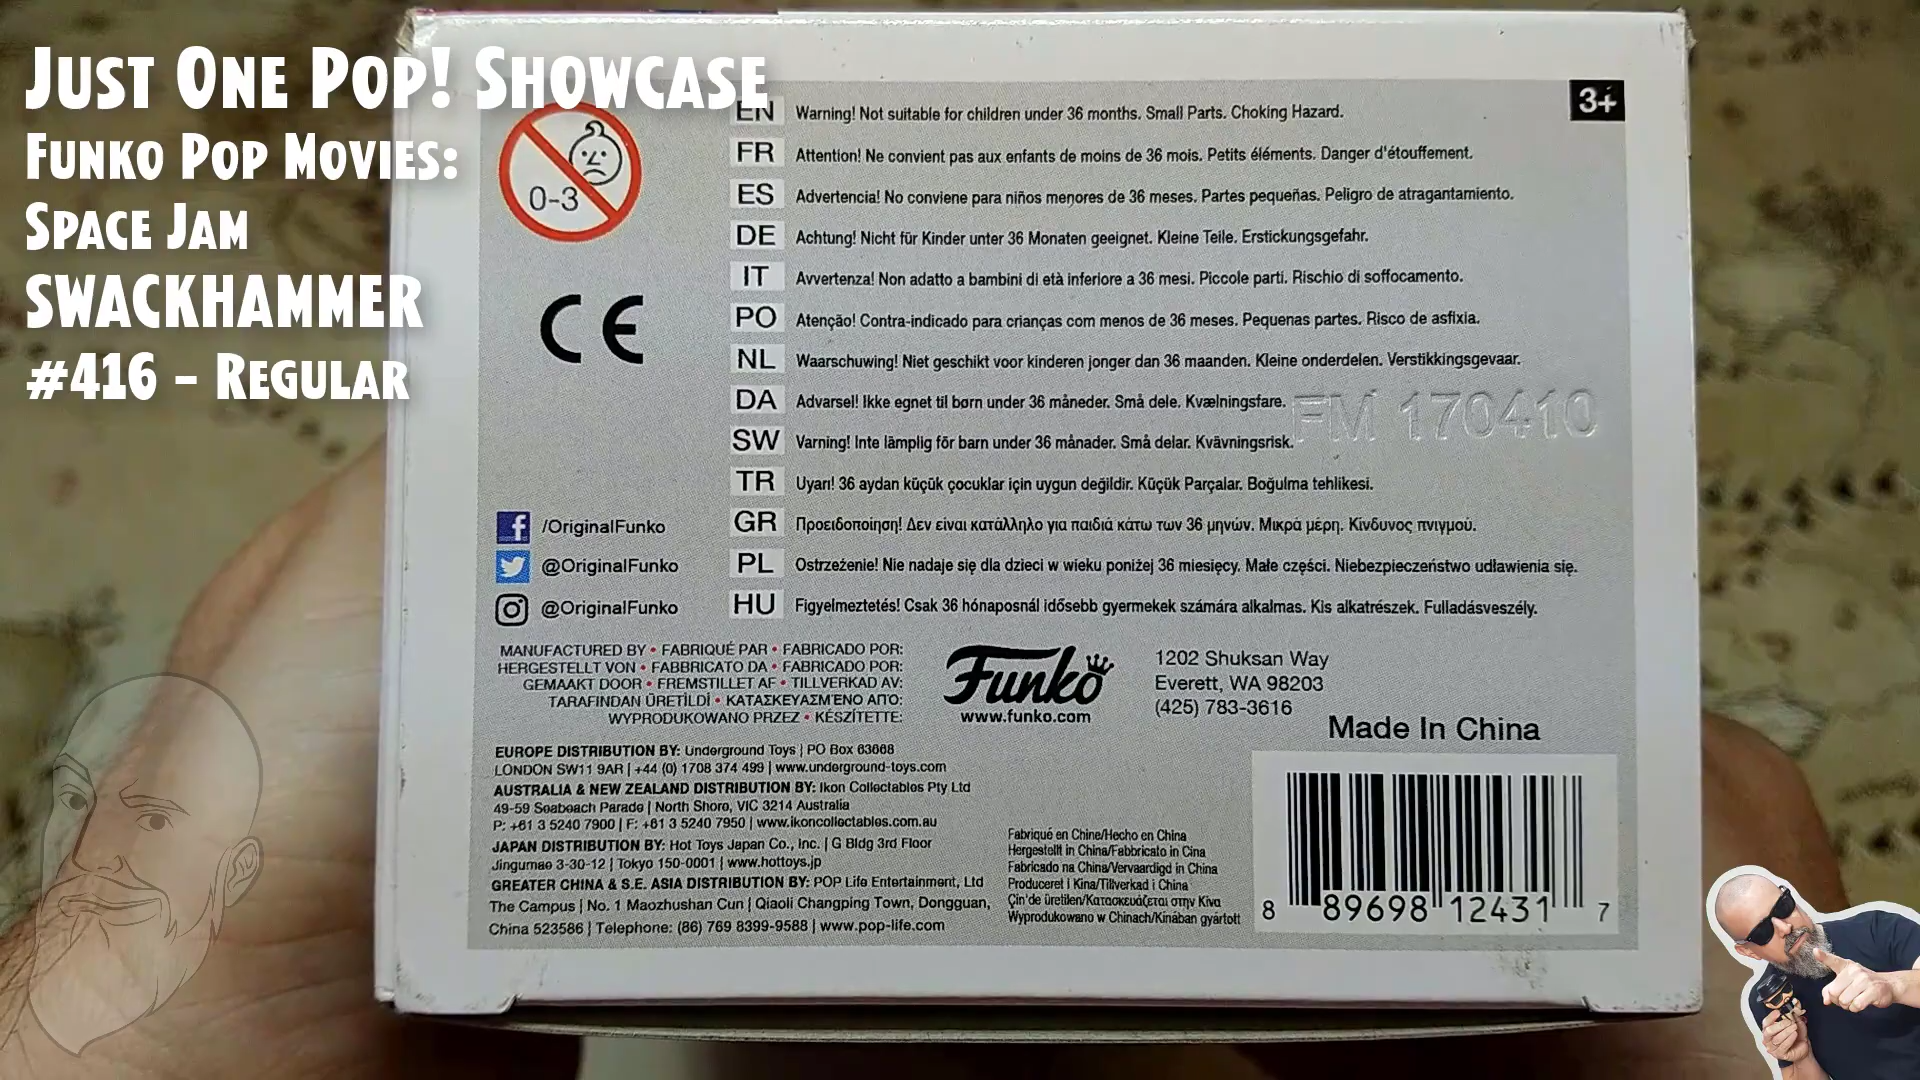 Just One Pop! Showcase
Funko Pop Movies:
Space Jam
SWACKHAMMER
#416 - Regular
3+
0-3
CE
EN Warning! Not suitable for children under 36 months. Small Parts. Choking Hazard.
FR Attention! Ne convient pas aux enfants de moins de 36 mois. Petits éléments. Danger d'étouffement.
ES Advertencia! No conviene para niños menores de 36 meses. Partes pequeñas. Peligro de atragantamiento.
DE Achtung! Nicht für Kinder unter 36 Monaten geeignet. Kleine Teile. Erstickungsgefahr.
IT Avvertenza! Non adatto a bambini di età inferiore a 36 mesi. Piccole parti. Rischio di soffocamento.
PO Atenção! Contra-indicado para crianças com menos de 36 meses. Pequenas partes. Risco de asfixia.
NL Waarschuwing! Niet geschikt voor kinderen jonger dan 36 maanden. Kleine onderdelen. Verstikkingsgevaar.
DA Advarsel! Ikke egnet til børn under 36 måneder. Små dele. Kvælningsfare.
FM 170410
SW Varning! Inte lämplig för barn under 36 månader. Små delar. Kvävningsrisk.
TR Uyarı! 36 aydan küçük çocuklar için uygun değildir. Küçük Parçalar. Boğulma tehlikesi.
GR Προειδοποίηση! Δεν είναι κατάλληλο για παιδιά κάτω των 36 μηνών. Μικρά μέρη. Κίνδυνος πνιγμού.
PL Ostrzeżenie! Nie nadaje się dla dzieci w wieku poniżej 36 miesięcy. Małe części. Niebezpieczeństwo udławienia się.
HU Figyelmeztetés! Csak 36 hónaposnál idősebb gyermekek számára alkalmas. Kis alkatrészek. Fulladásveszély.
/OriginalFunko
@OriginalFunko
@OriginalFunko
MANUFACTURED BY • FABRIQUÉ PAR • FABRICADO POR:
HERGESTELLT VON • FABBRICATO DA • FABRICADO POR:
GEMAAKT DOOR • FREMSTILLET AF • TILLVERKAD AV:
TARAFINDAN ÜRETİLDİ • ΚΑΤΑΣΚΕΥΑΣΜΈΝΟ ΑΠΌ:
WYPRODUKOWANO PRZEZ • KÉSZÍTETTE:
Funko
www.funko.com
1202 Shuksan Way
Everett, WA 98203
(425) 783-3616
Made In China
EUROPE DISTRIBUTION BY: Underground Toys | PO Box 63668
LONDON SW11 9AR | +44 (0) 1708 374 499 | www.underground-toys.com
AUSTRALIA & NEW ZEALAND DISTRIBUTION BY: Ikon Collectables Pty Ltd
49-59 Seabeach Parade | North Shore, VIC 3214 Australia
P: +61 3 5240 7900 | F: +61 3 5240 7950 | www.ikoncollectables.com.au
JAPAN DISTRIBUTION BY: Hot Toys Japan Co., Inc. | G Bldg 3rd Floor
Jingumae 3-30-12 | Tokyo 150-0001 | www.hottoys.jp
GREATER CHINA & S.E. ASIA DISTRIBUTION BY: POP Life Entertainment, Ltd
The Campus | No. 1 Maozhushan Cun | Qiaoli Changping Town, Dongguan,
China 523586 | Telephone: (86) 769 8399-9588 | www.pop-life.com
Fabriqué en Chine/Hecho en China
Hergestellt in China/Fabbricato in Cina
Fabricado na China/Vervaardigd in China
Produceret i Kina/Tillverkad i China
Çin'de üretilen/Κατασκευάζεται στην Κίνα
Wyprodukowano w Chinach/Kínában gyártott
8 89698 12431 7